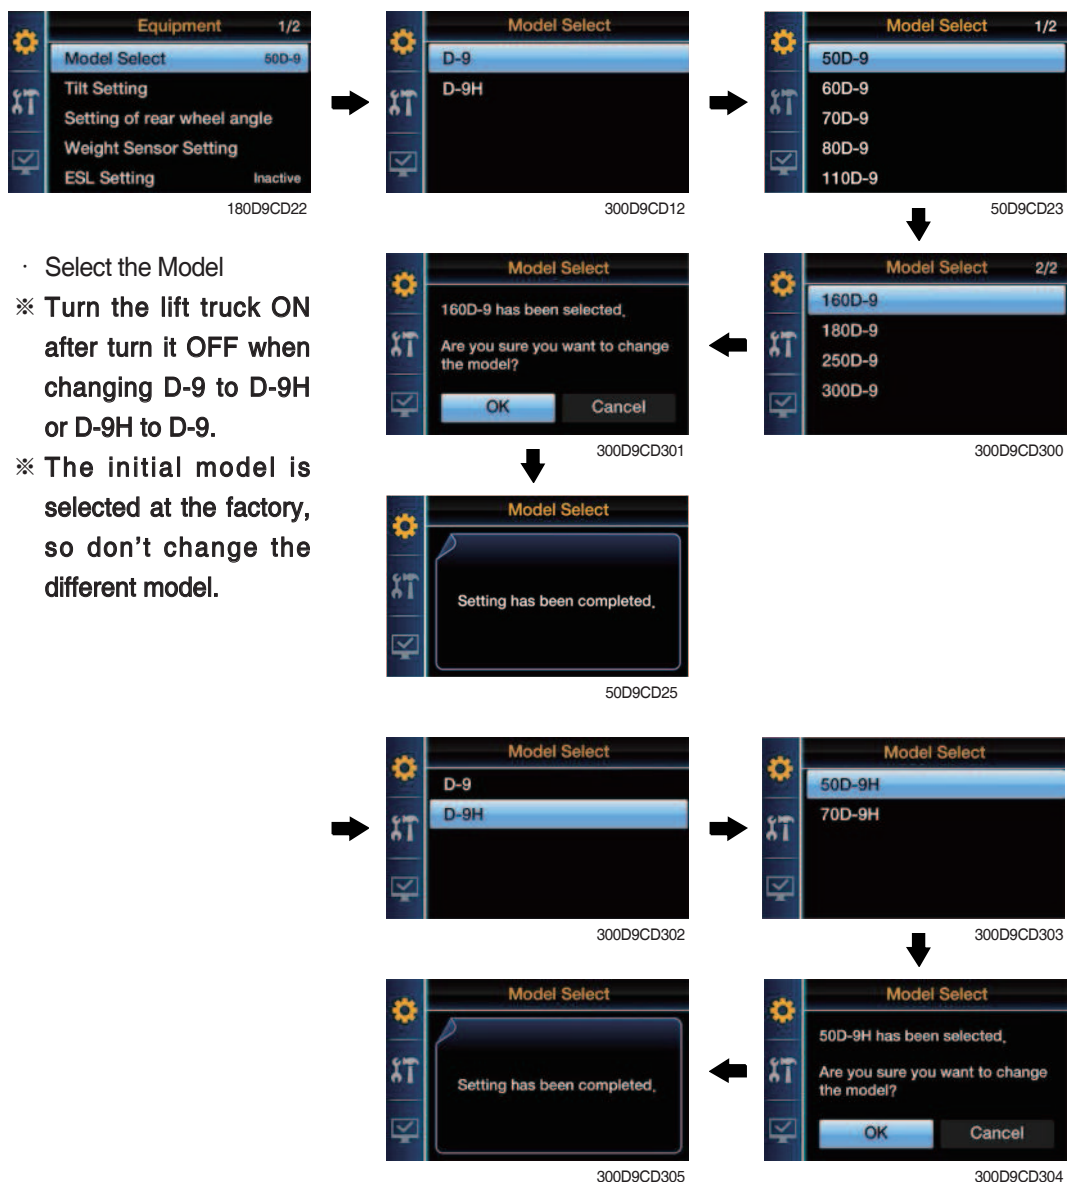 Equipment 1/2
Model Select 50D-9
Tilt Setting
Setting of rear wheel angle
Weight Sensor Setting
ESL Setting Inactive
180D9CD22
Model Select
D-9
D-9H
300D9CD12
Model Select 1/2
50D-9
60D-9
70D-9
80D-9
110D-9
50D9CD23
· Select the Model
※ Turn the lift truck ON
after turn it OFF when
changing D-9 to D-9H
or D-9H to D-9.
※ The initial model is
selected at the factory,
so don't change the
different model.
Model Select 2/2
160D-9
180D-9
250D-9
300D-9
300D9CD300
Model Select
160D-9 has been selected.
Are you sure you want to change
the model?
OK Cancel
300D9CD301
Model Select
Setting has been completed.
50D9CD25
Model Select
D-9
D-9H
300D9CD302
Model Select
50D-9H
70D-9H
300D9CD303
Model Select
50D-9H has been selected.
Are you sure you want to change
the model?
OK Cancel
300D9CD304
Model Select
Setting has been completed.
300D9CD305